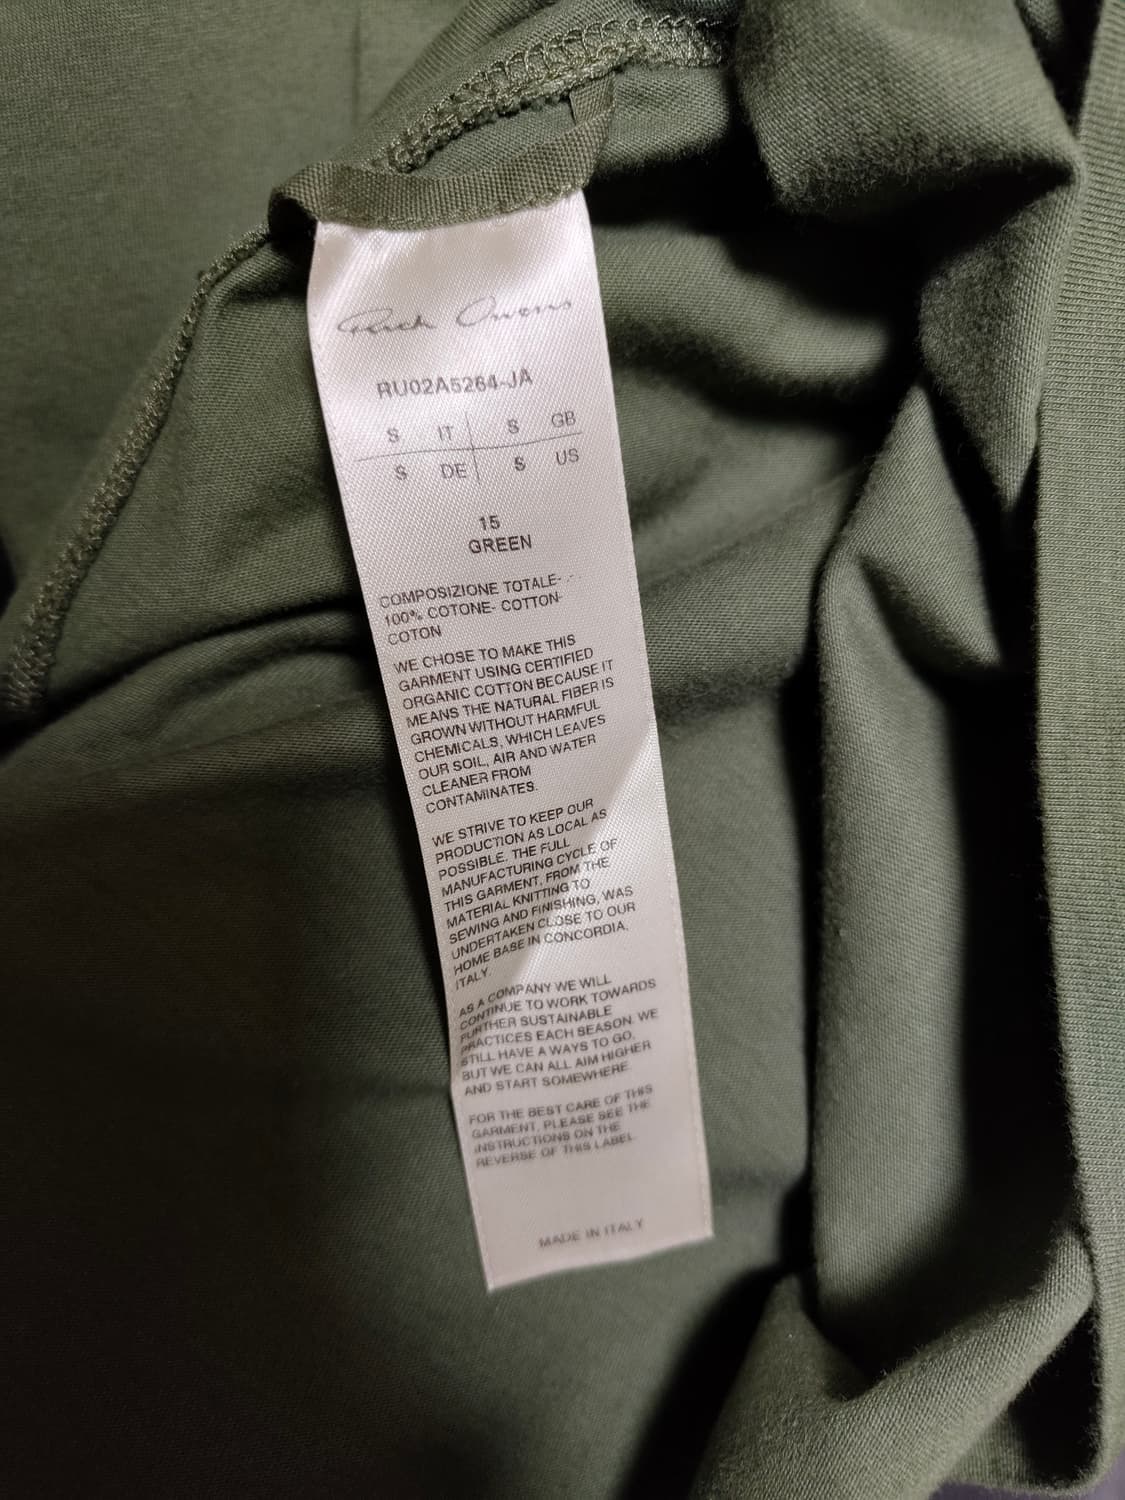 Rick Owens
RU02A5264-JA
S IT S GB
S DE S US
15
GREEN
COMPOSIZIONE TOTALE-
100% COTONE- COTTON-
COTON
WE CHOSE TO MAKE THIS
GARMENT USING CERTIFIED
ORGANIC COTTON BECAUSE IT
MEANS THE NATURAL FIBER IS
GROWN WITHOUT HARMFUL
CHEMICALS, WHICH LEAVES
OUR SOIL, AIR AND WATER
CLEANER FROM
CONTAMINATES.
WE STRIVE TO KEEP OUR
PRODUCTION AS LOCAL AS
POSSIBLE. THE FULL
MANUFACTURING CYCLE OF
THIS GARMENT, FROM THE
MATERIAL KNITTING TO
SEWING AND FINISHING, WAS
UNDERTAKEN CLOSE TO OUR
HOME BASE IN CONCORDIA,
ITALY.
AS A COMPANY WE WILL
CONTINUE TO WORK TOWARDS
FURTHER SUSTAINABLE
PRACTICES EACH SEASON. WE
STILL HAVE A WAYS TO GO,
BUT WE CAN ALL AIM HIGHER
AND START SOMEWHERE.
FOR THE BEST CARE OF THIS
GARMENT, PLEASE SEE THE
INSTRUCTIONS ON THE
REVERSE OF THIS LABEL.
MADE IN ITALY